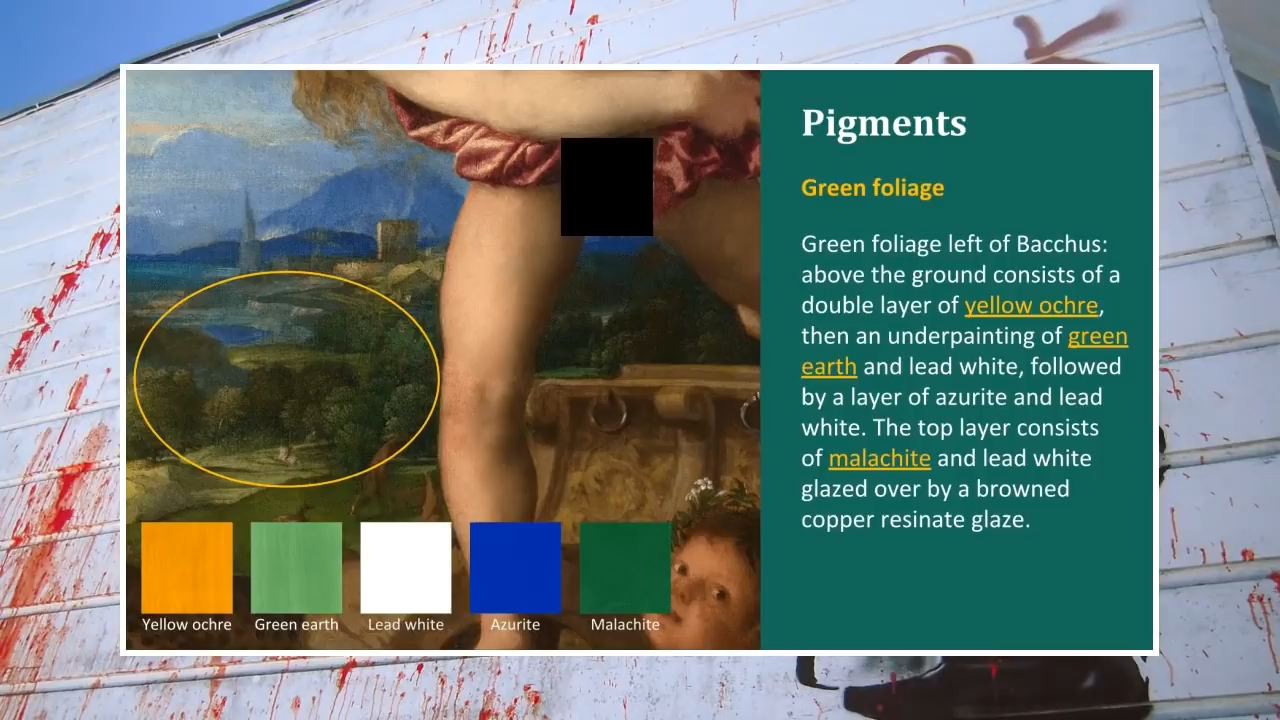 Pigments
Green foliage
Green foliage left of Bacchus:
above the ground consists of a
double layer of yellow ochre,
then an underpainting of green
earth and lead white, followed
by a layer of azurite and lead
white. The top layer consists
of malachite and lead white
glazed over by a browned
copper resinate glaze.
Yellow ochre Green earth Lead white Azurite Malachite